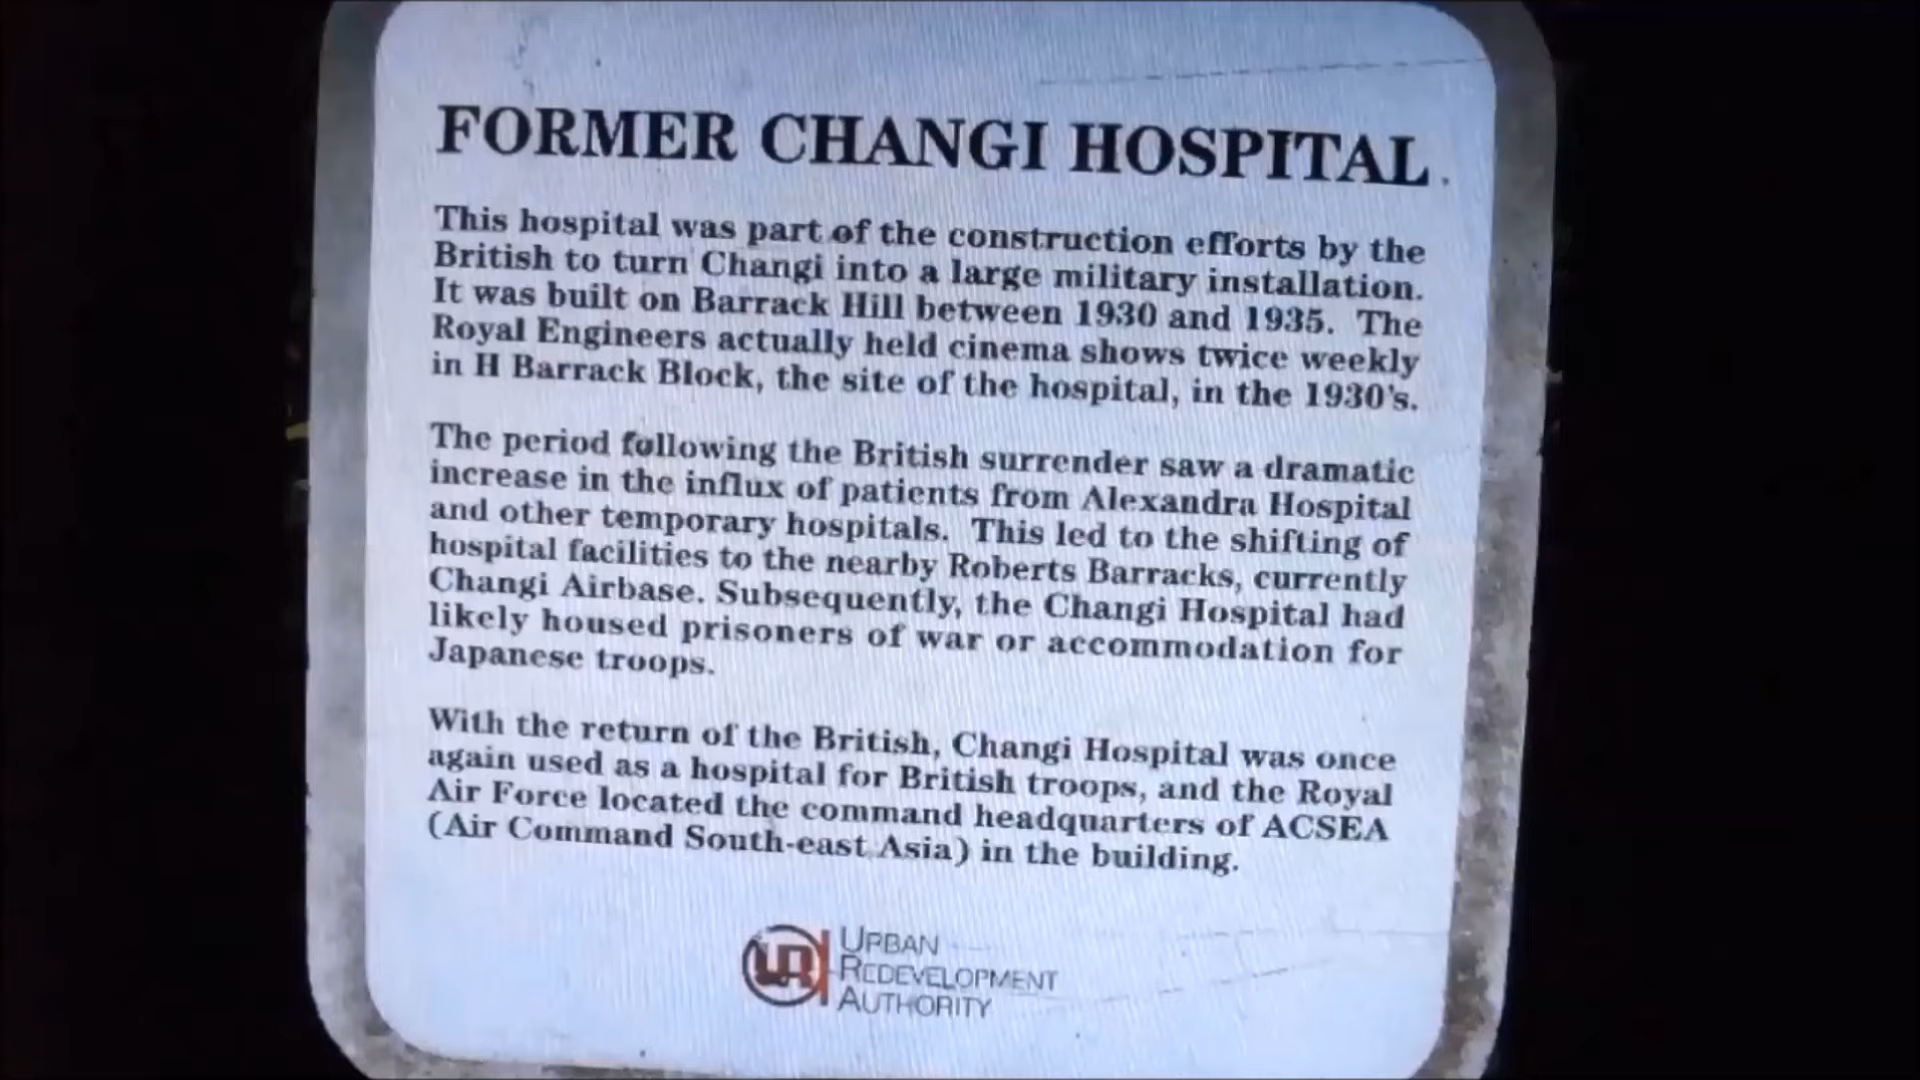 FORMER CHANGI HOSPITAL
This hospital was part of the construction efforts by the
British to turn Changi into a large military installation.
It was built on Barrack Hill between 1930 and 1935. The
Royal Engineers actually held cinema shows twice weekly
in H Barrack Block, the site of the hospital, in the 1930's.
The period following the British surrender saw a dramatic
increase in the influx of patients from Alexandra Hospital
and other temporary hospitals. This led to the shifting of
hospital facilities to the nearby Roberts Barracks, currently
Changi Airbase. Subsequently, the Changi Hospital had
likely housed prisoners of war or accommodation for
Japanese troops.
With the return of the British, Changi Hospital was once
again used as a hospital for British troops, and the Royal
Air Force located the command headquarters of ACSEA
(Air Command South-east Asia) in the building.
URBAN
REDEVELOPMENT
AUTHORITY